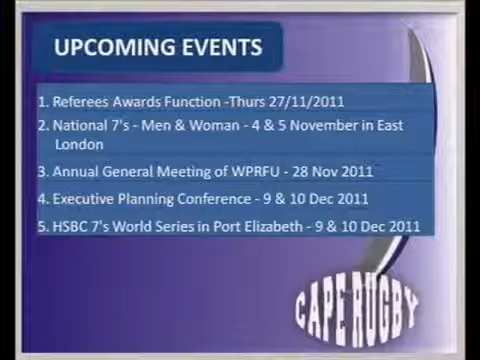 UPCOMING EVENTS
1. Referees Awards Function -Thurs 27/11/2011
2. National 7's - Men & Woman - 4 & 5 November in East
London
3. Annual General Meeting of WPRFU - 28 Nov 2011
4. Executive Planning Conference - 9 & 10 Dec 2011
5. HSBC 7's World Series in Port Elizabeth - 9 & 10 Dec 2011
CAPE RUGBY